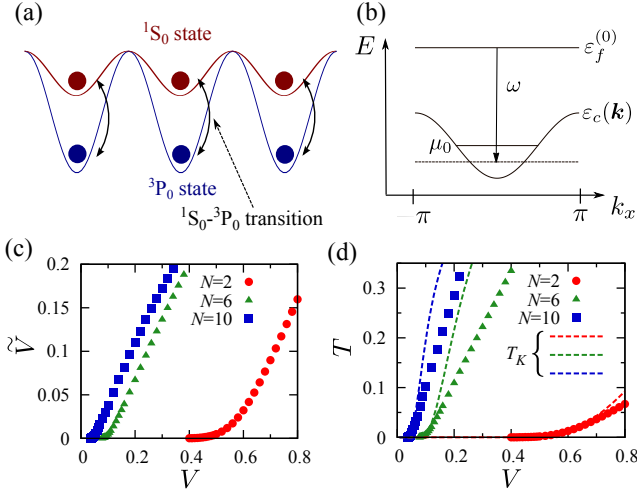 (a)
¹S₀ state
³P₀ state
¹S₀-³P₀ transition
(b)
E
ε_f^(0)
ω
ε_c(k)
μ₀
−π
π
k_x
(c)
0.2
0.15
0.1
0.05
0
Ṽ
N=2
N=6
N=10
0 0.2 0.4 0.6 0.8
V
(d)
0.3
0.2
0.1
0
T
N=2
N=6
N=10
T_K {
0 0.2 0.4 0.6 0.8
V